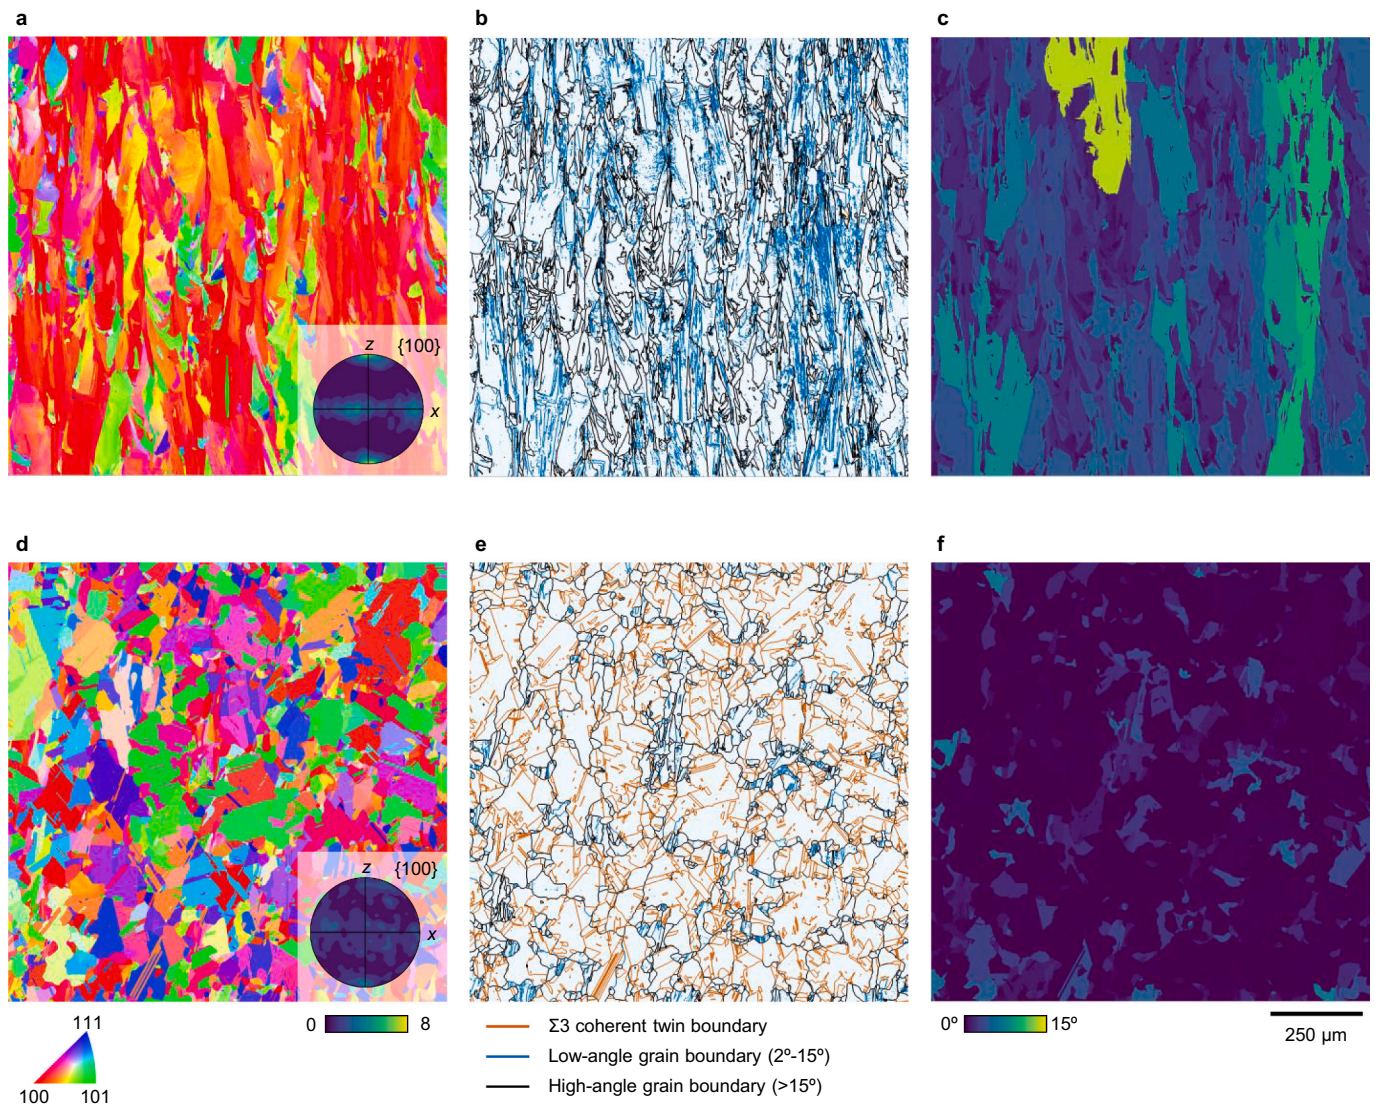 a
b
c
z {100}
x
d
e
f
z {100}
x
111
100 101
0 8
Σ3 coherent twin boundary
Low-angle grain boundary (2º-15º)
High-angle grain boundary (>15º)
0º 15º
250 µm